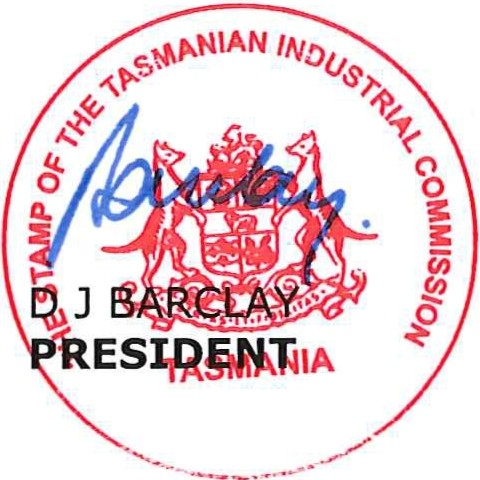 THE STAMP OF THE TASMANIAN INDUSTRIAL COMMISSION
Barclay.
D J BARCLAY
PRESIDENT
TASMANIA